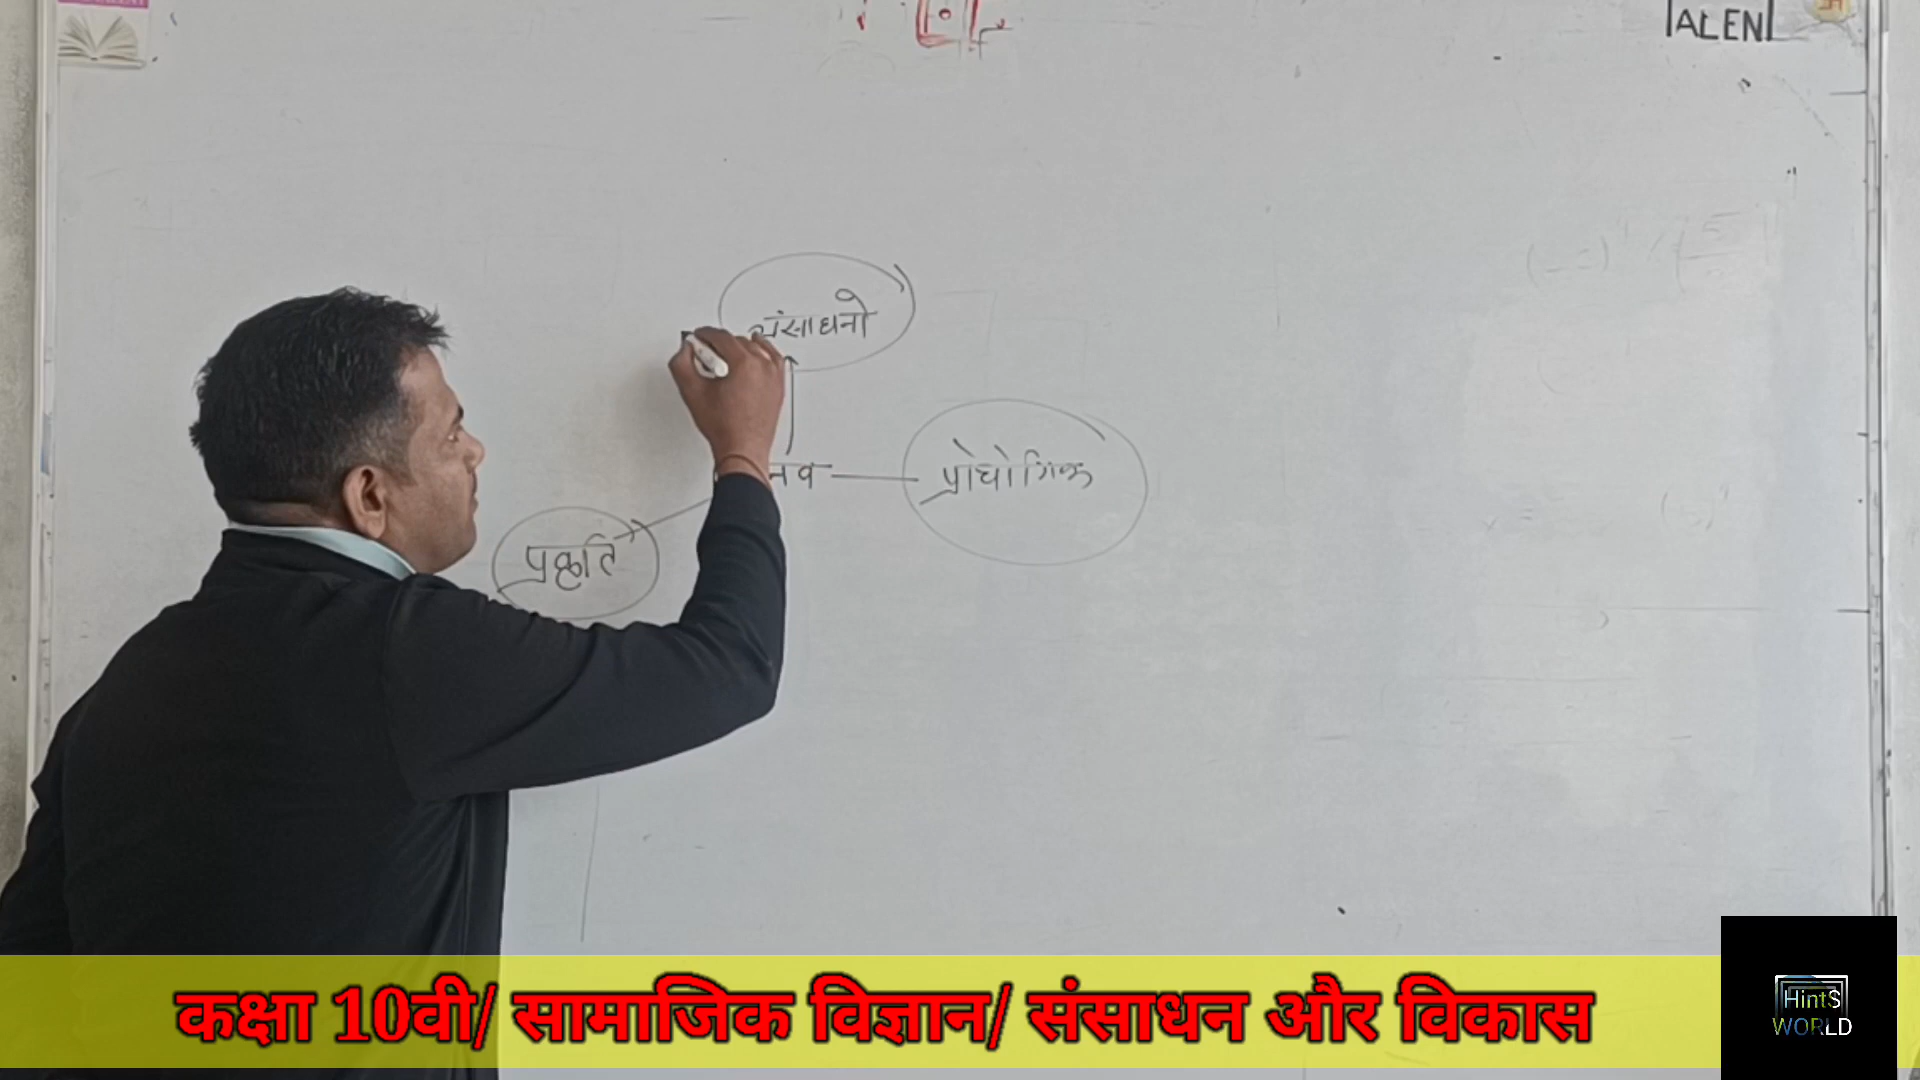 ALEN
संसाधनो
नव
प्रोघोगिक
प्रकृति
कक्षा 10वी/ सामाजिक विज्ञान/ संसाधन और विकास
HintS
WORLD